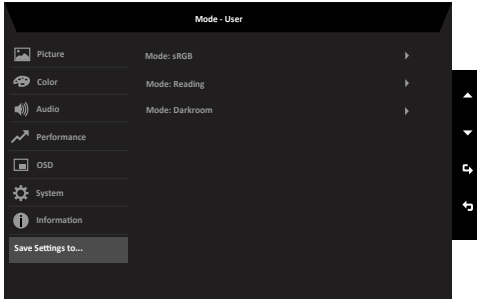 Mode - User
Picture
Mode: sRGB
Color
Mode: Reading
Audio
Mode: Darkroom
Performance
OSD
System
Information
Save Settings to...